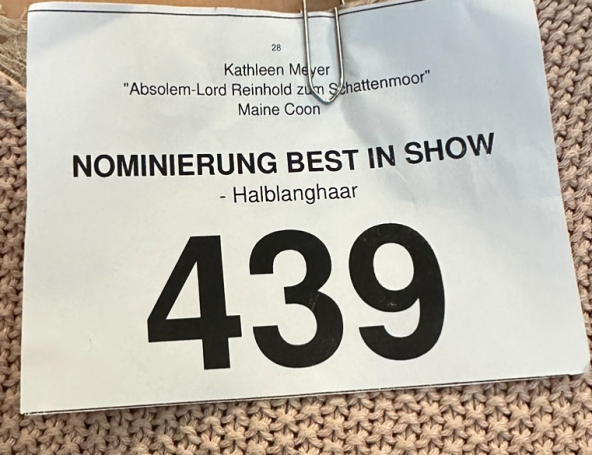 28
Kathleen Meyer
"Absolem-Lord Reinhold zum Schattenmoor"
Maine Coon
NOMINIERUNG BEST IN SHOW
- Halblanghaar
439